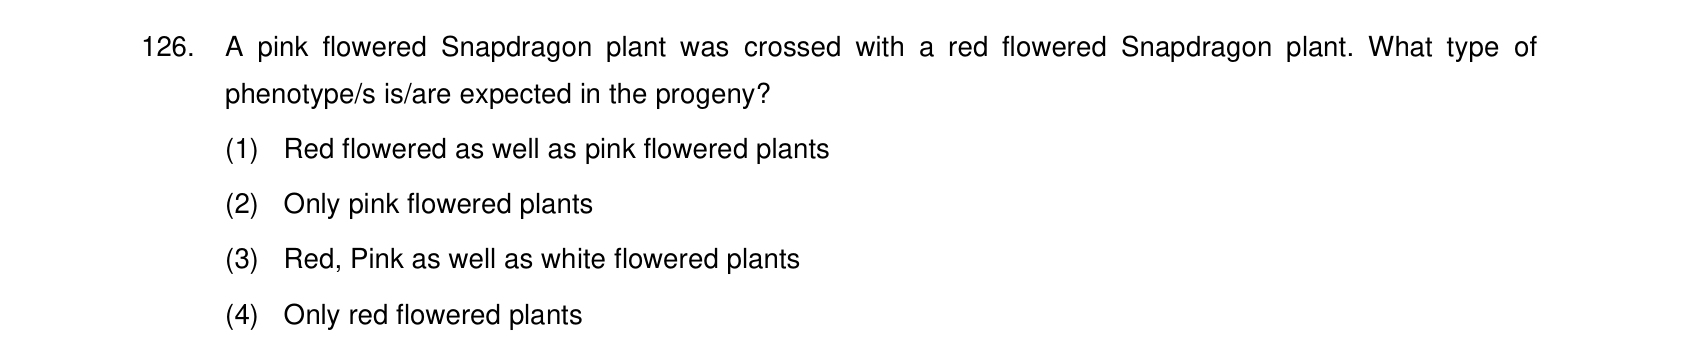 126. A pink flowered Snapdragon plant was crossed with a red flowered Snapdragon plant. What type of
phenotype/s is/are expected in the progeny?
(1) Red flowered as well as pink flowered plants
(2) Only pink flowered plants
(3) Red, Pink as well as white flowered plants
(4) Only red flowered plants